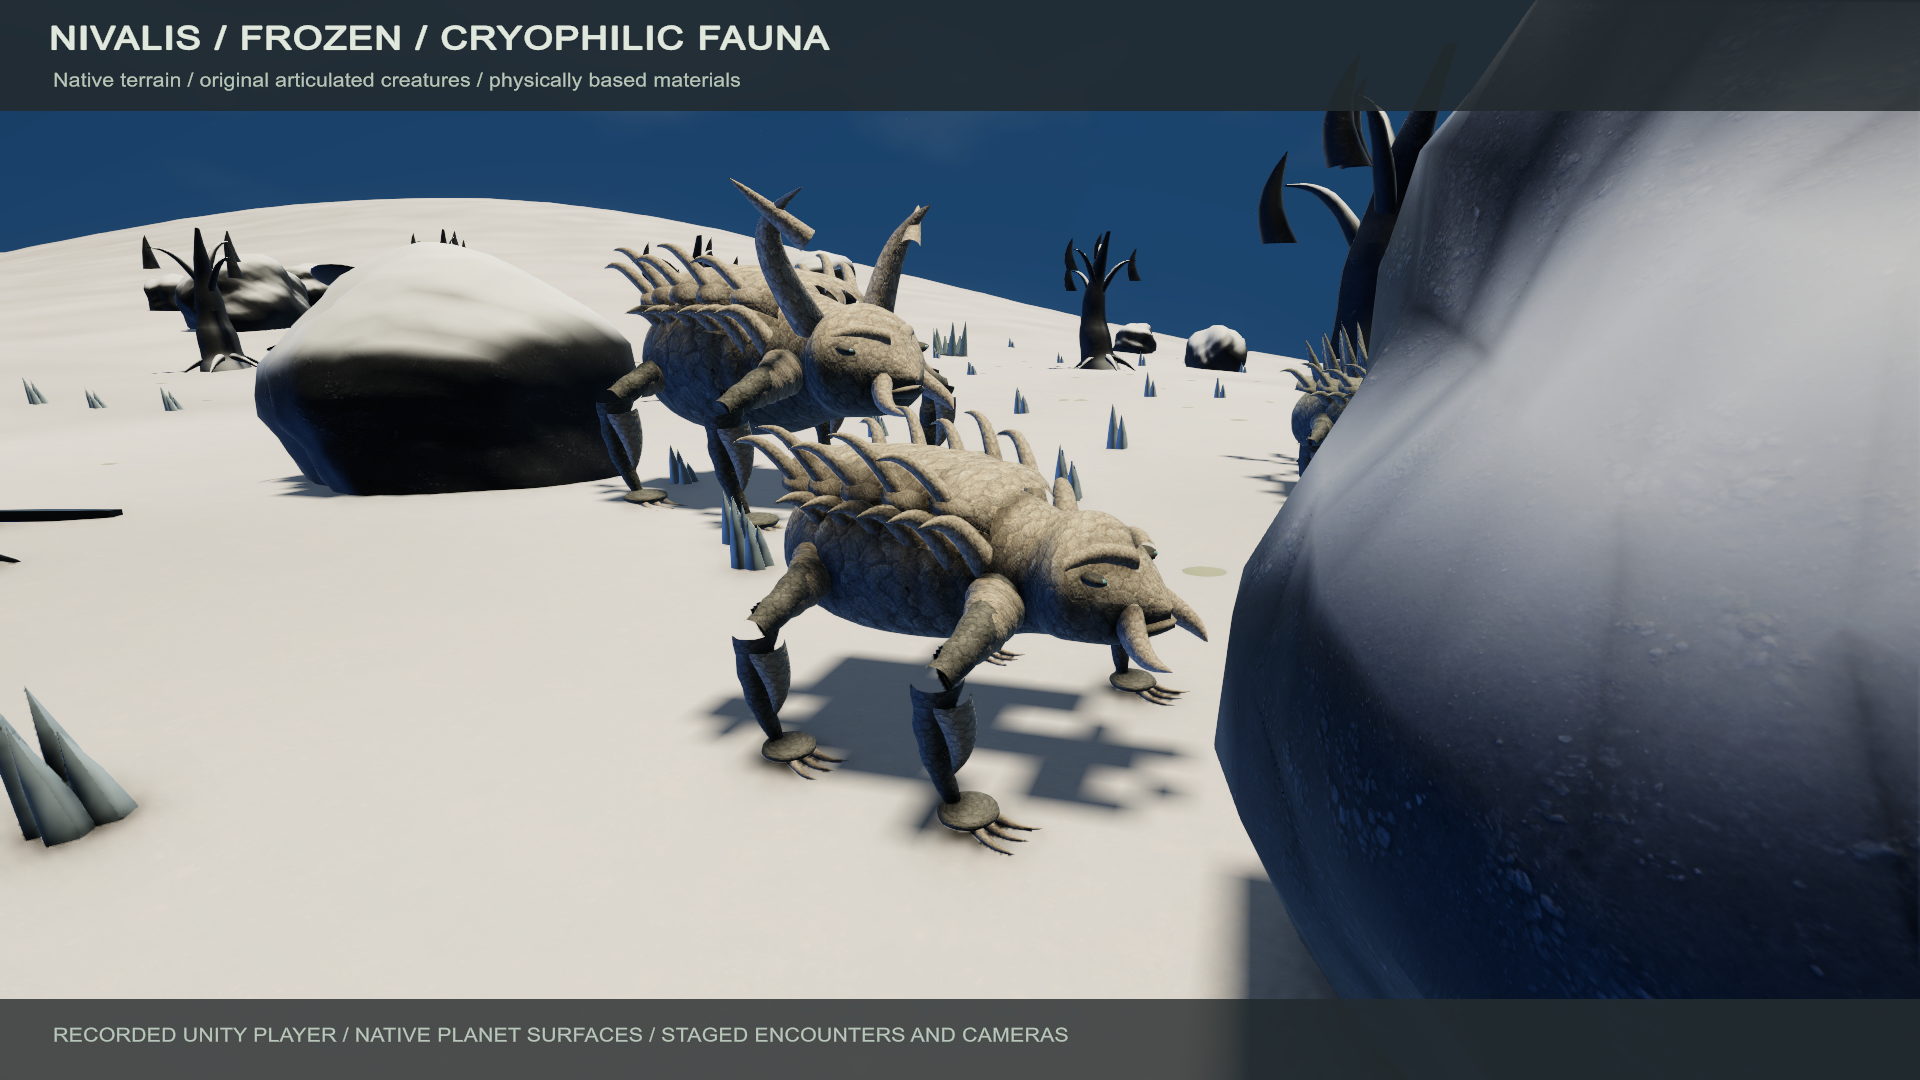 NIVALIS / FROZEN / CRYOPHILIC FAUNA
Native terrain / original articulated creatures / physically based materials
RECORDED UNITY PLAYER / NATIVE PLANET SURFACES / STAGED ENCOUNTERS AND CAMERAS